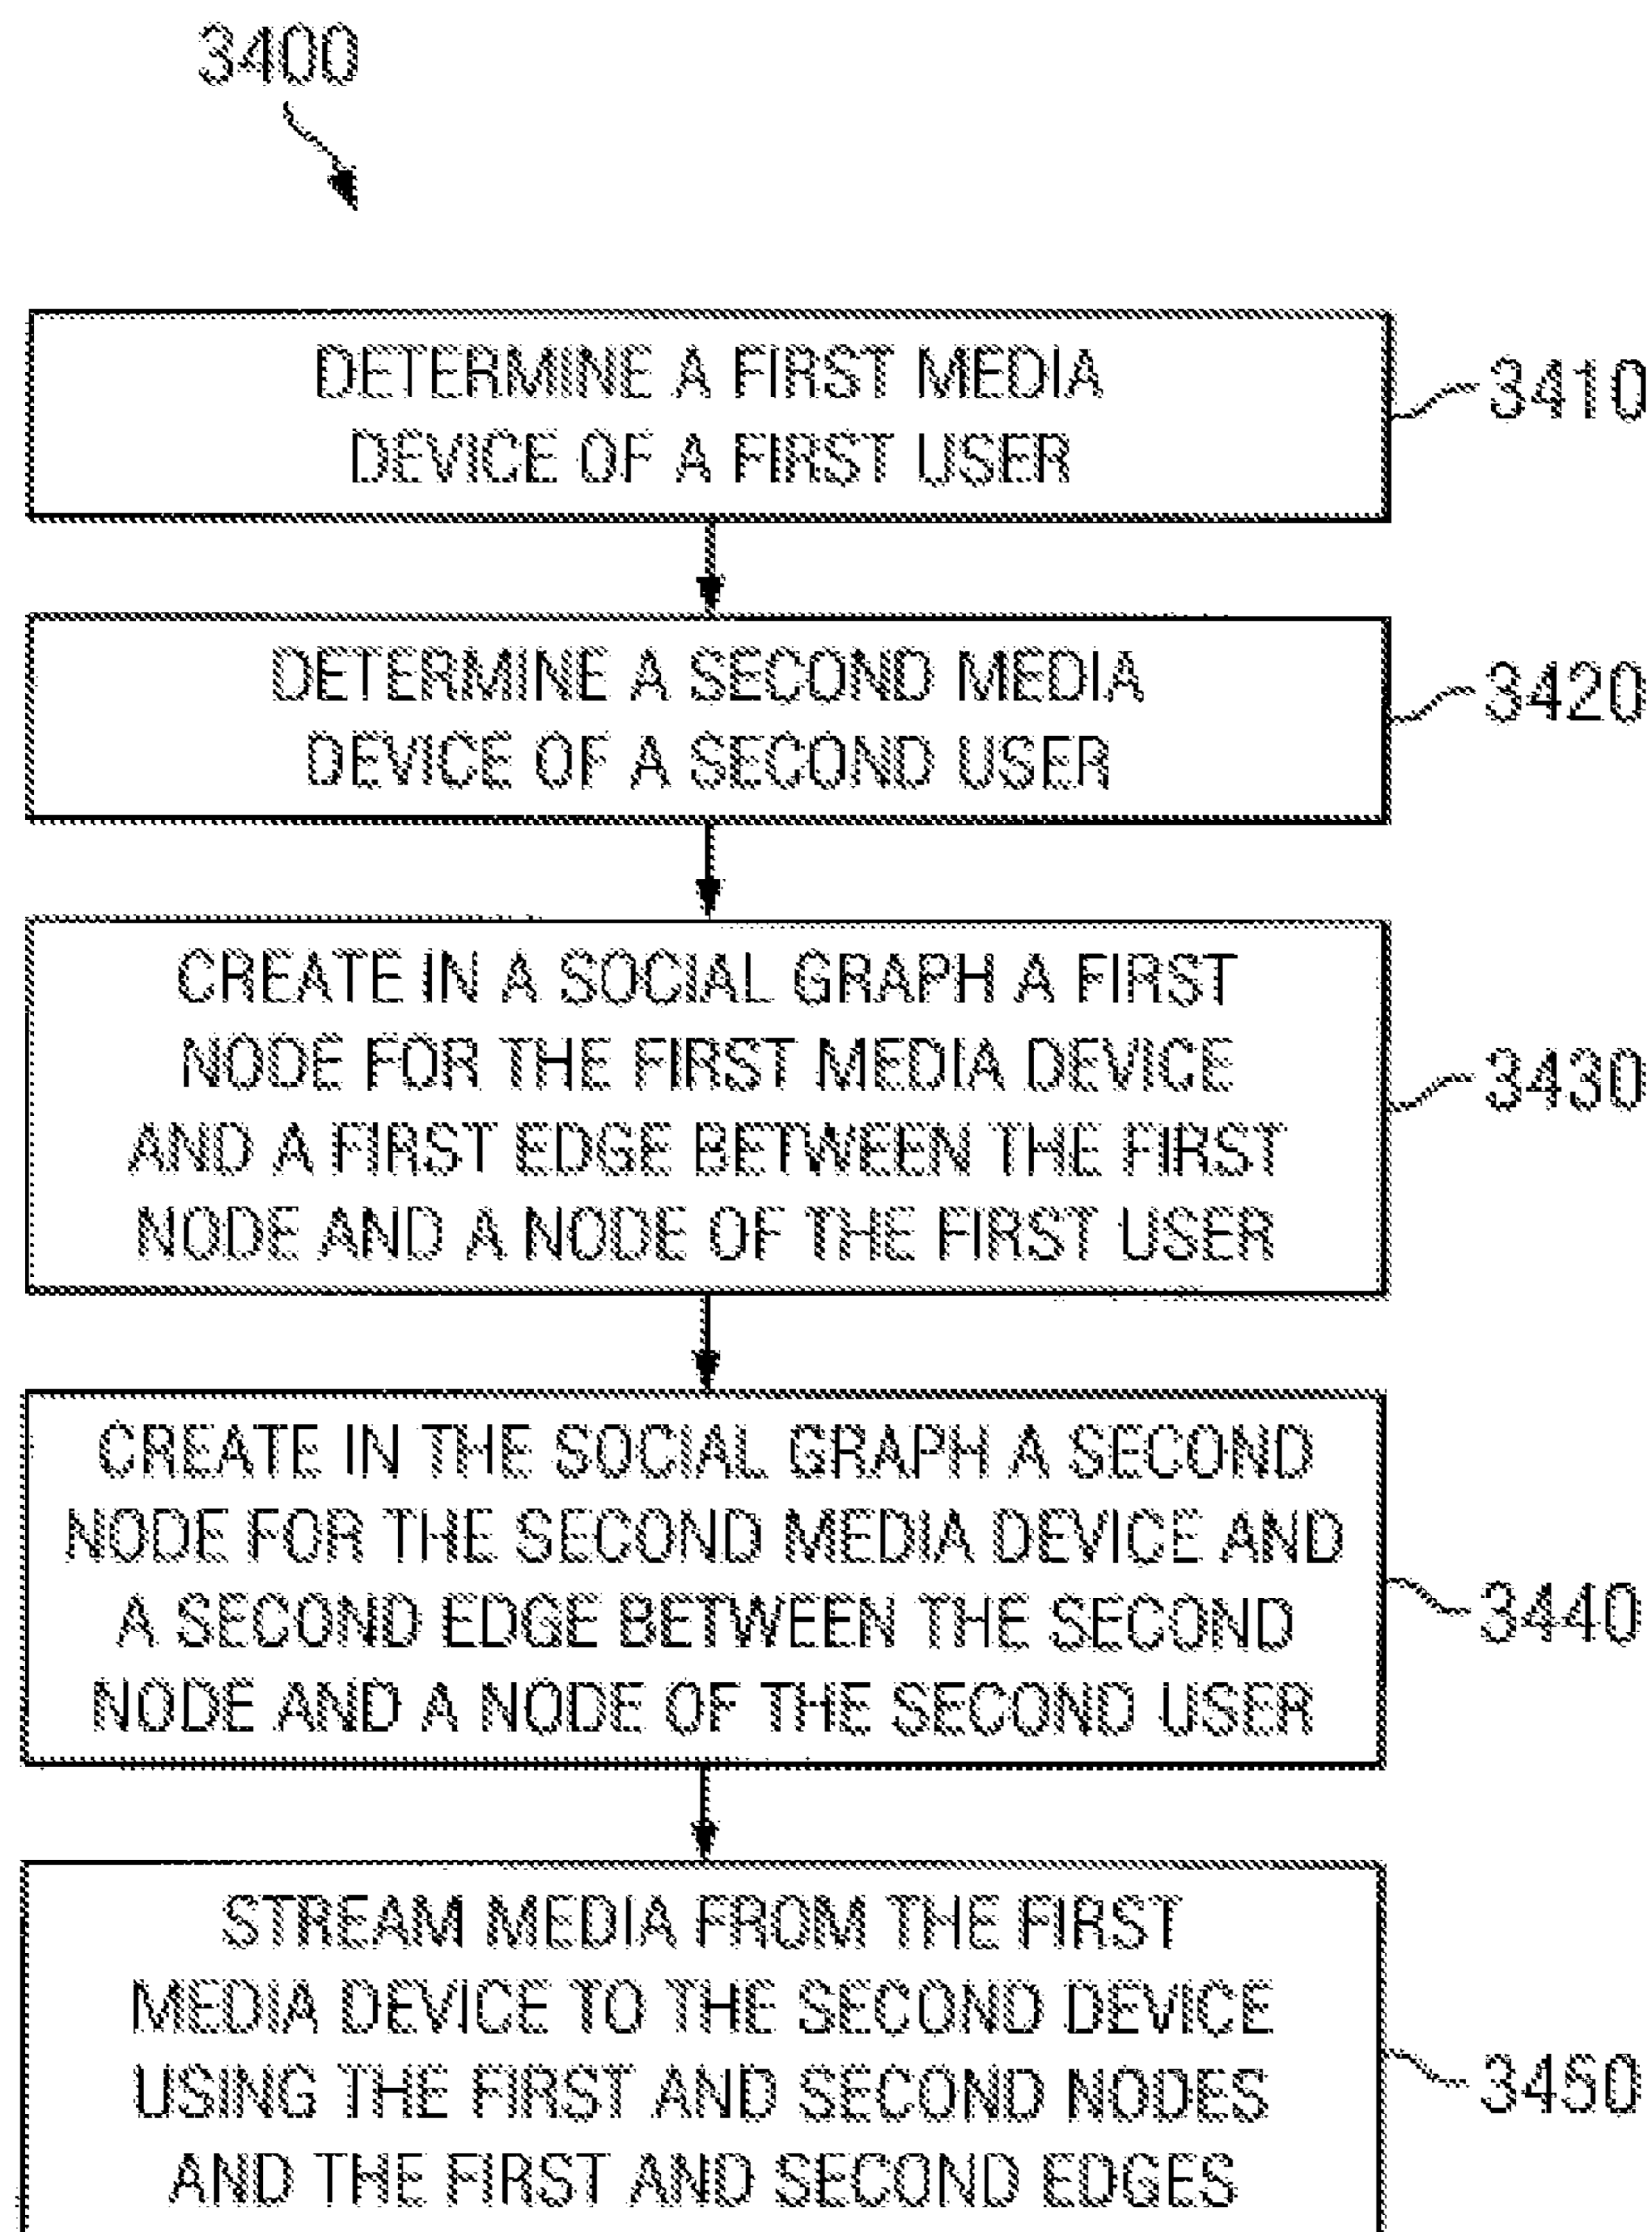 3400
DETERMINE A FIRST MEDIA
DEVICE OF A FIRST USER
3410
DETERMINE A SECOND MEDIA
DEVICE OF A SECOND USER
3420
CREATE IN A SOCIAL GRAPH A FIRST
NODE FOR THE FIRST MEDIA DEVICE
AND A FIRST EDGE BETWEEN THE FIRST
NODE AND A NODE OF THE FIRST USER
3430
CREATE IN THE SOCIAL GRAPH A SECOND
NODE FOR THE SECOND MEDIA DEVICE AND
A SECOND EDGE BETWEEN THE SECOND
NODE AND A NODE OF THE SECOND USER
3440
STREAM MEDIA FROM THE FIRST
MEDIA DEVICE TO THE SECOND DEVICE
USING THE FIRST AND SECOND NODES
AND THE FIRST AND SECOND EDGES
3450